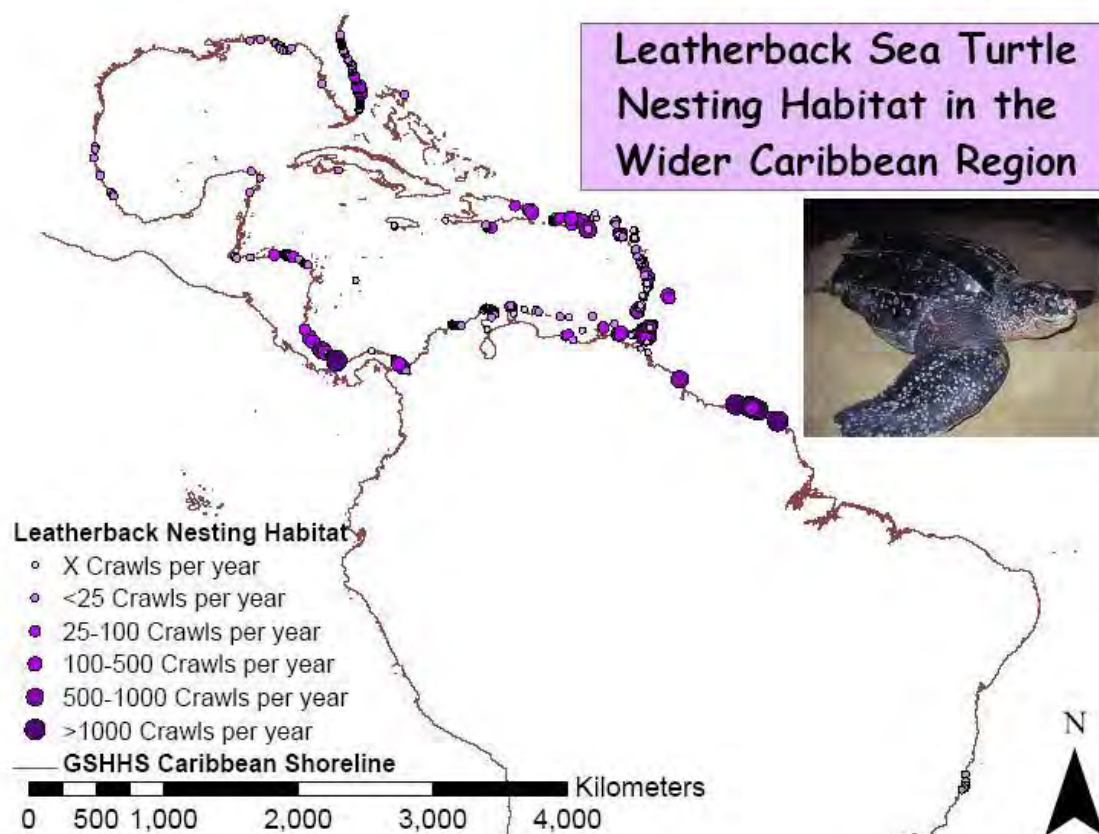 Leatherback Sea Turtle
Nesting Habitat in the
Wider Caribbean Region
Leatherback Nesting Habitat
X Crawls per year
<25 Crawls per year
25-100 Crawls per year
100-500 Crawls per year
500-1000 Crawls per year
>1000 Crawls per year
GSHHS Caribbean Shoreline
Kilometers
0 500 1,000 2,000 3,000 4,000
N